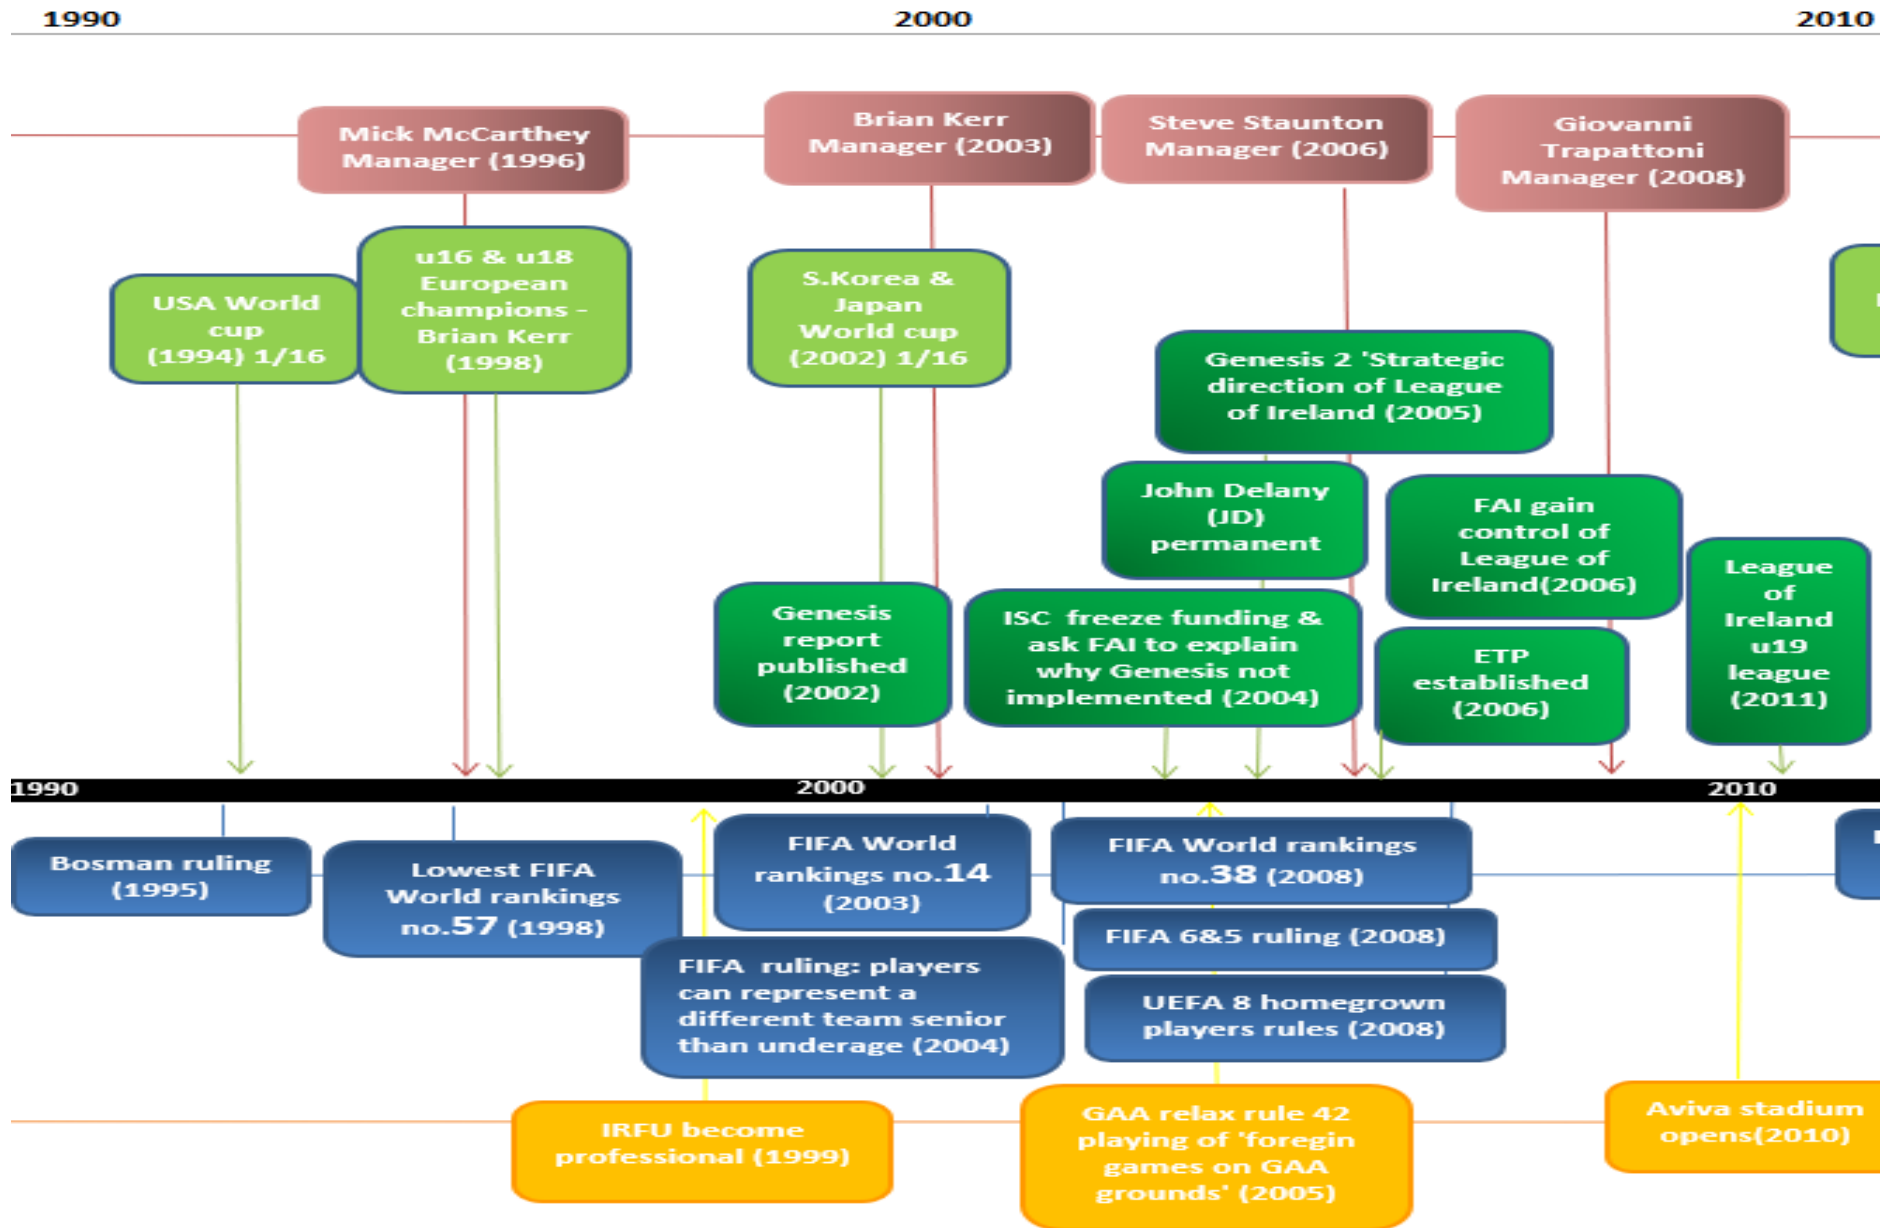 1990
2000
2010
Mick McCarthey
Manager (1996)
Brian Kerr
Manager (2003)
Steve Staunton
Manager (2006)
Giovanni
Trapattoni
Manager (2008)
USA World
cup
(1994) 1/16
u16 & u18
European
champions -
Brian Kerr
(1998)
S.Korea &
Japan
World cup
(2002) 1/16
Genesis 2 'Strategic
direction of League
of Ireland (2005)
John Delany
(JD)
permanent
FAI gain
control of
League of
Ireland(2006)
Genesis
report
published
(2002)
ISC  freeze funding &
ask FAI to explain
why Genesis not
implemented (2004)
ETP
established
(2006)
League
of
Ireland
u19
league
(2011)
1990
2000
2010
Bosman ruling
(1995)
Lowest FIFA
World rankings
no.57 (1998)
FIFA World
rankings no.14
(2003)
FIFA World rankings
no.38 (2008)
FIFA  ruling: players
can represent a
different team senior
than underage (2004)
FIFA 6&5 ruling (2008)
UEFA 8 homegrown
players rules (2008)
IRFU become
professional (1999)
GAA relax rule 42
playing of 'foregin
games on GAA
grounds' (2005)
Aviva stadium
opens(2010)